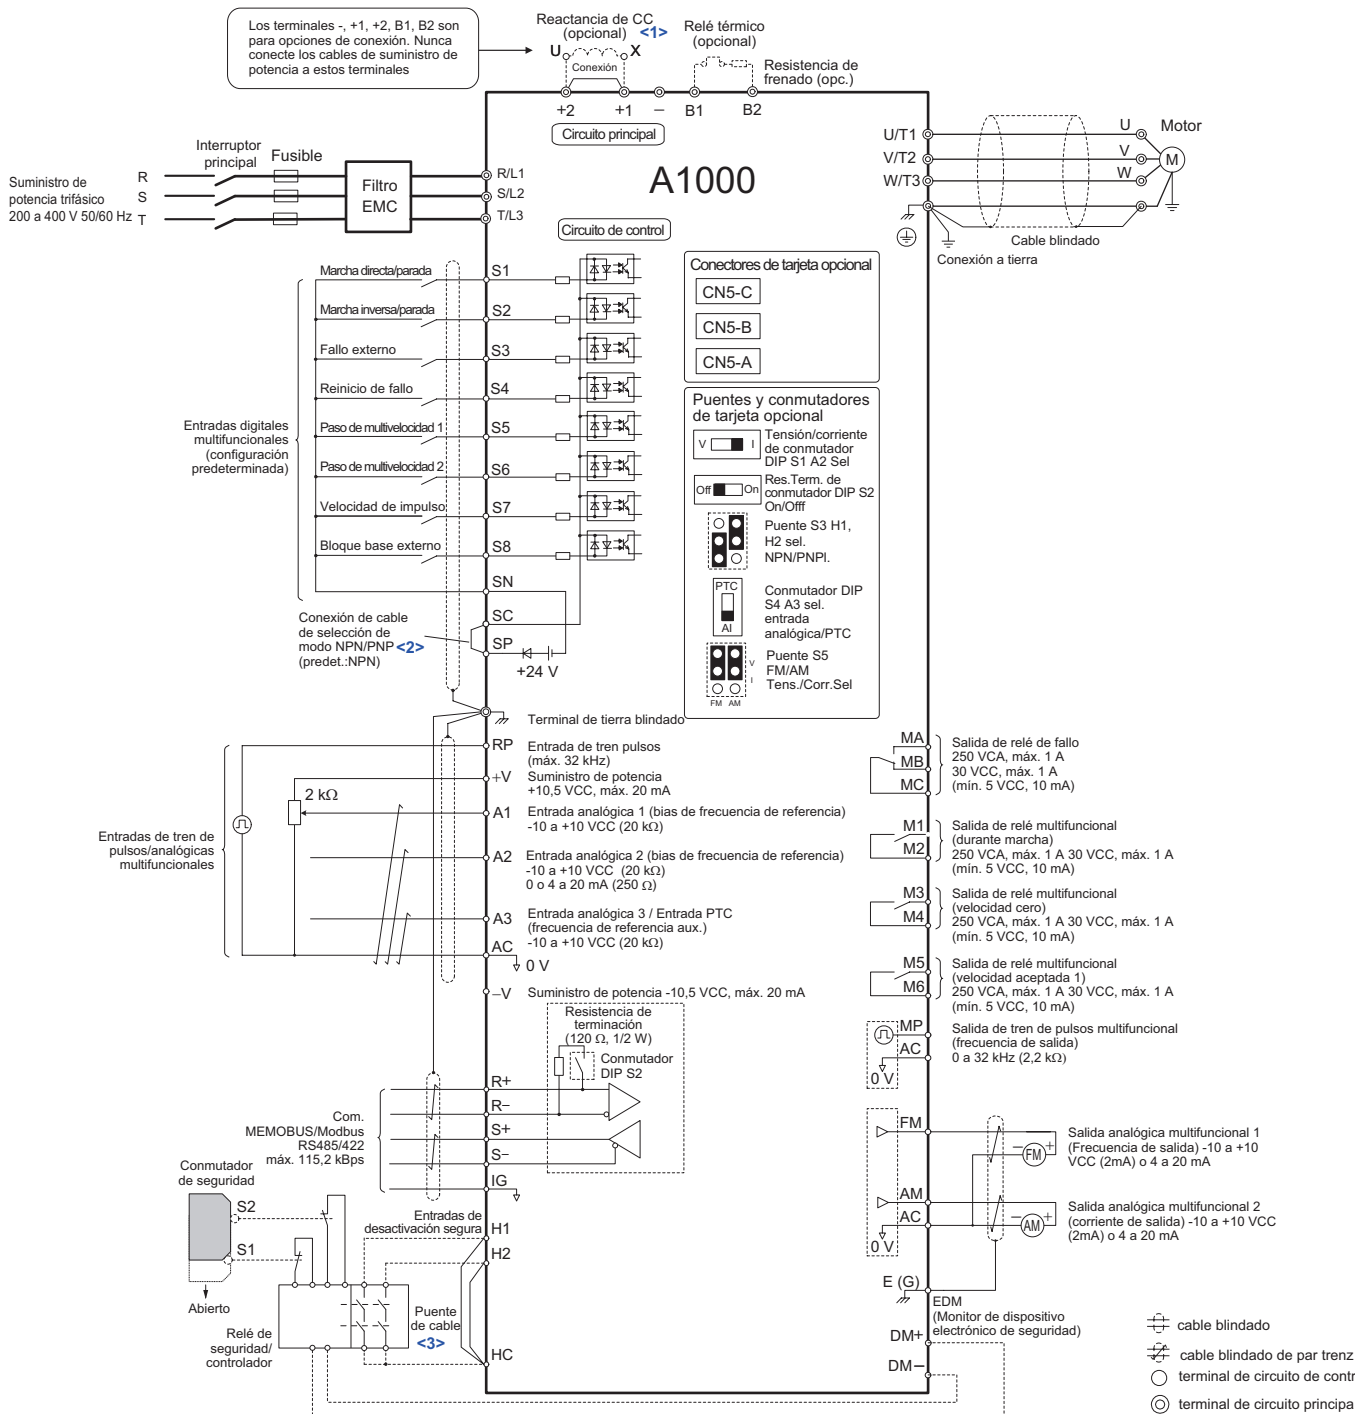 Los terminales -, +1, +2, B1, B2 son
para opciones de conexión. Nunca
conecte los cables de suministro de
potencia a estos terminales
Reactancia de CC
(opcional) <1>
U X
Conexión
Relé térmico
(opcional)
Resistencia de
frenado (opc.)
+2 +1 − B1 B2
Circuito principal
A1000
Interruptor
principal
Fusible
Suministro de
potencia trifásico
200 a 400 V 50/60 Hz
R
S
T
Filtro
EMC
R/L1
S/L2
T/L3
U/T1
V/T2
W/T3
U
V
W
Motor
M
Cable blindado
Conexión a tierra
Circuito de control
Entradas digitales
multifuncionales
(configuración
predeterminada)
Marcha directa/parada S1
Marcha inversa/parada S2
Fallo externo S3
Reinicio de fallo S4
Paso de multivelocidad 1 S5
Paso de multivelocidad 2 S6
Velocidad de impulso S7
Bloque base externo S8
SN
SC
SP
+24 V
Conexión de cable
de selección de
modo NPN/PNP <2>
(predet.:NPN)
Conectores de tarjeta opcional
CN5-C
CN5-B
CN5-A
Puentes y conmutadores
de tarjeta opcional
V I
Tensión/corriente
de conmutador
DIP S1 A2 Sel
Off On
Res.Term. de
conmutador DIP S2
On/Offf
Puente S3 H1,
H2 sel.
NPN/PNPl.
PTC
AI
Conmutador DIP
S4 A3 sel.
entrada
analógica/PTC
V
I
FM AM
Puente S5
FM/AM
Tens./Corr.Sel
Terminal de tierra blindado
Entradas de tren de
pulsos/analógicas
multifuncionales
2 kΩ
RP Entrada de tren pulsos
(máx. 32 kHz)
+V Suministro de potencia
+10,5 VCC, máx. 20 mA
A1 Entrada analógica 1 (bias de frecuencia de referencia)
-10 a +10 VCC (20 kΩ)
A2 Entrada analógica 2 (bias de frecuencia de referencia)
-10 a +10 VCC (20 kΩ)
0 o 4 a 20 mA (250 Ω)
A3 Entrada analógica 3 / Entrada PTC
(frecuencia de referencia aux.)
-10 a +10 VCC (20 kΩ)
AC
0 V
−V Suministro de potencia -10,5 VCC, máx. 20 mA
Resistencia de
terminación
(120 Ω, 1/2 W)
Conmutador
DIP S2
Com.
MEMOBUS/Modbus
RS485/422
máx. 115,2 kBps
R+
R−
S+
S−
IG
Conmutador
de seguridad
S2
S1
Abierto
Relé de
seguridad/
controlador
Entradas de
desactivación segura
H1
H2
Puente
de cable
<3>
HC
MA
MB
MC
Salida de relé de fallo
250 VCA, máx. 1 A
30 VCC, máx. 1 A
(mín. 5 VCC, 10 mA)
M1
M2
Salida de relé multifuncional
(durante marcha)
250 VCA, máx. 1 A 30 VCC, máx. 1 A
(mín. 5 VCC, 10 mA)
M3
M4
Salida de relé multifuncional
(velocidad cero)
250 VCA, máx. 1 A 30 VCC, máx. 1 A
(mín. 5 VCC, 10 mA)
M5
M6
Salida de relé multifuncional
(velocidad aceptada 1)
250 VCA, máx. 1 A 30 VCC, máx. 1 A
(mín. 5 VCC, 10 mA)
MP
AC
0 V
Salida de tren de pulsos multifuncional
(frecuencia de salida)
0 a 32 kHz (2,2 kΩ)
FM
− FM +
Salida analógica multifuncional 1
(Frecuencia de salida) -10 a +10
VCC (2mA) o 4 a 20 mA
AM
AC
0 V
− AM +
Salida analógica multifuncional 2
(corriente de salida) -10 a +10 VCC
(2mA) o 4 a 20 mA
E (G)
EDM
(Monitor de dispositivo
electrónico de seguridad)
DM+
DM−
cable blindado
cable blindado de par trenz
terminal de circuito de contr
terminal de circuito principa